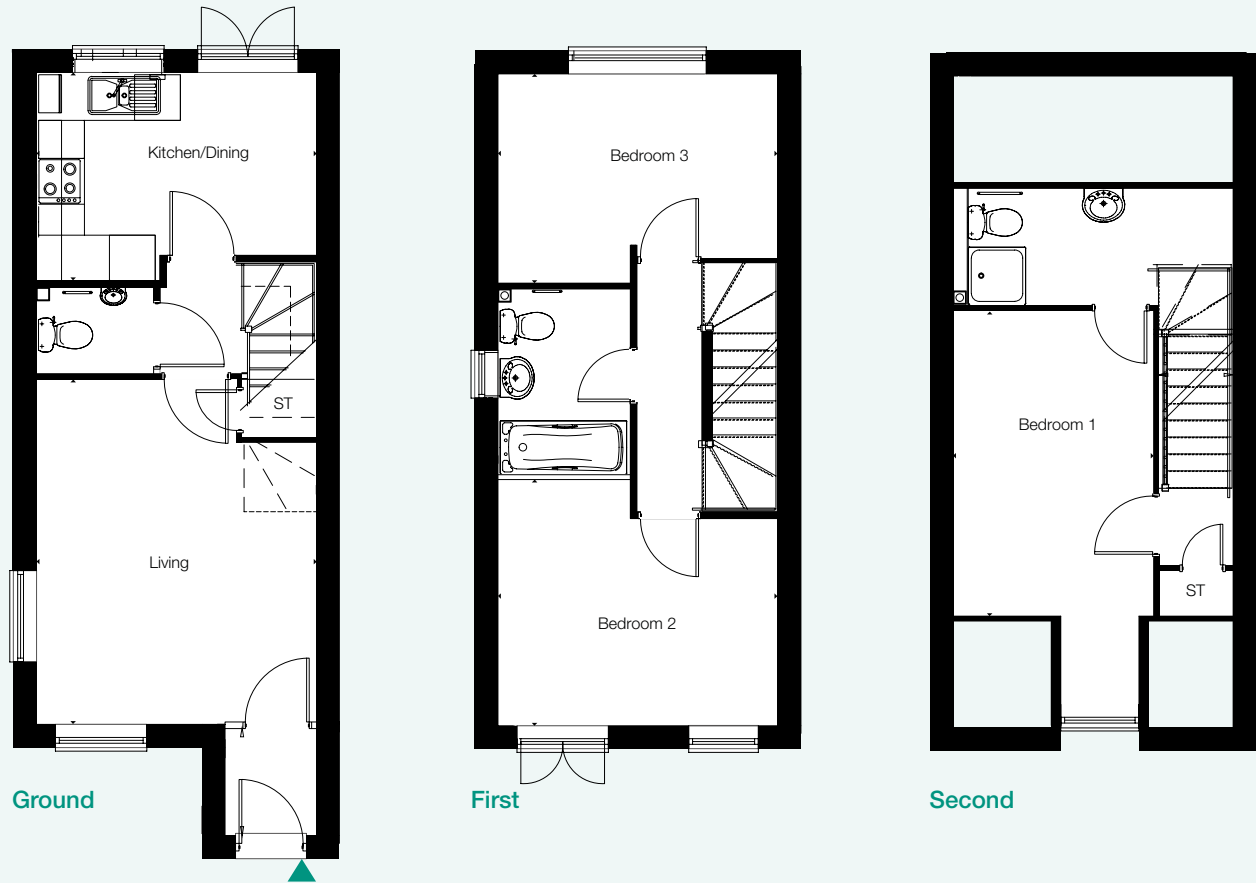 Kitchen/Dining
ST
Living
Ground
Bedroom 3
Bedroom 2
First
Bedroom 1
ST
Second